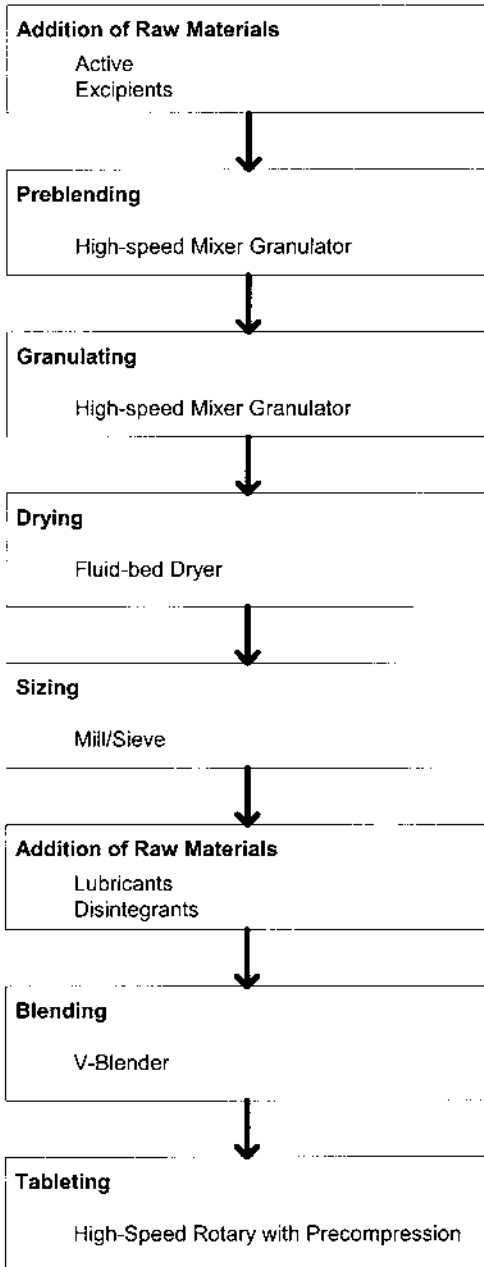 Addition of Raw Materials
Active
Excipients
Preblending
High-speed Mixer Granulator
Granulating
High-speed Mixer Granulator
Drying
Fluid-bed Dryer
Sizing
Mill/Sieve
Addition of Raw Materials
Lubricants
Disintegrants
Blending
V-Blender
Tableting
High-Speed Rotary with Precompression